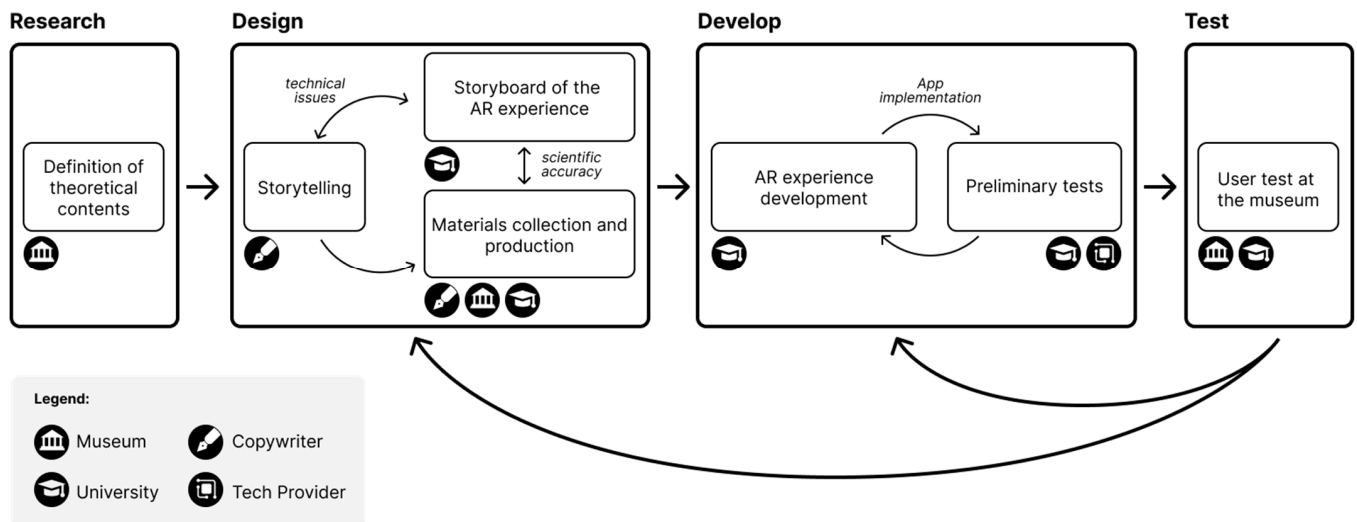 Research
Definition of
theoretical
contents
Design
technical
issues
Storyboard of the
AR experience
scientific
accuracy
Storytelling
Materials collection and
production
Develop
App
implementation
AR experience
development
Preliminary tests
Test
User test at
the museum
Legend:
Museum
Copywriter
University
Tech Provider